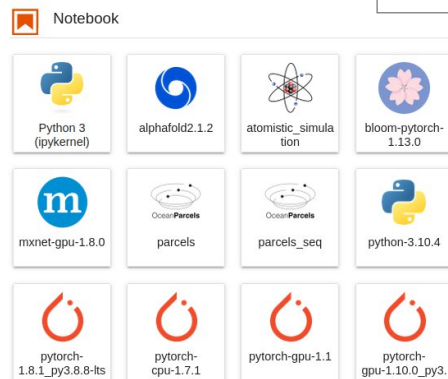 Notebook
Python 3
(ipykernel)
alphafold2.1.2
atomistic_simula
tion
bloom-pytorch-
1.13.0
m
mxnet-gpu-1.8.0
OceanParcels
parcels
OceanParcels
parcels_seq
python-3.10.4
pytorch-
1.8.1_py3.8.8-lts
pytorch-
cpu-1.7.1
pytorch-gpu-1.1
pytorch-
gpu-1.10.0_py3.